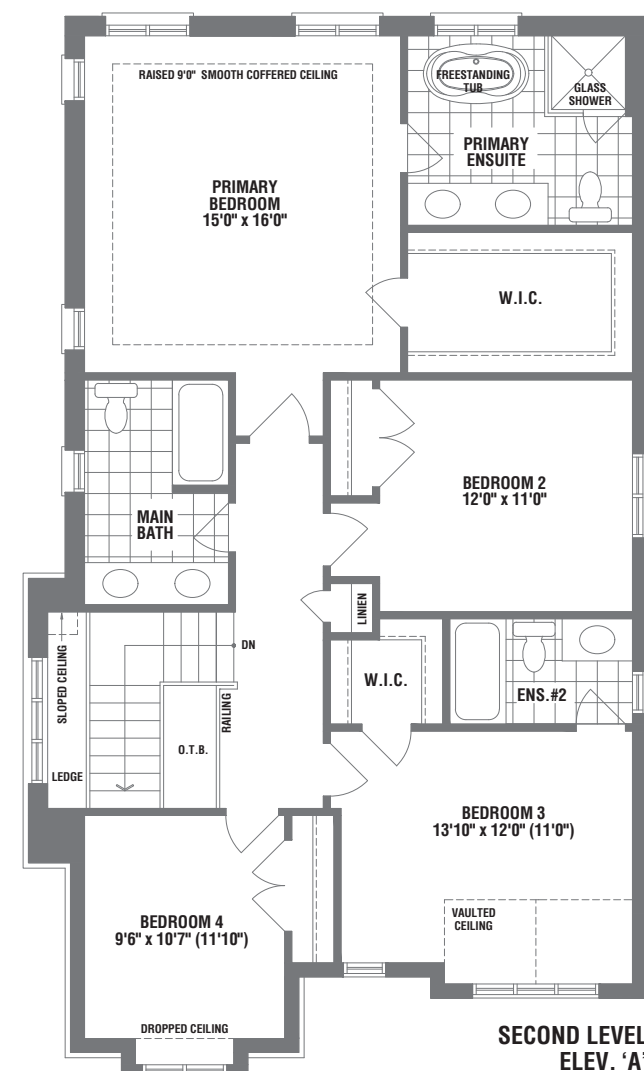 RAISED 9'0" SMOOTH COFFERED CEILING
FREESTANDING
TUB
GLASS
SHOWER
PRIMARY
ENSUITE
PRIMARY
BEDROOM
15'0" x 16'0"
W.I.C.
BEDROOM 2
12'0" x 11'0"
MAIN
BATH
LINIEN
DN
SLOPED CEILING
W.I.C.
ENS.#2
RAILING
O.T.B.
LEDGE
BEDROOM 3
13'10" x 12'0" (11'0")
VAULTED
CEILING
BEDROOM 4
9'6" x 10'7" (11'10")
DROPPED CEILING
SECOND LEVEL
ELEV. ‘A’